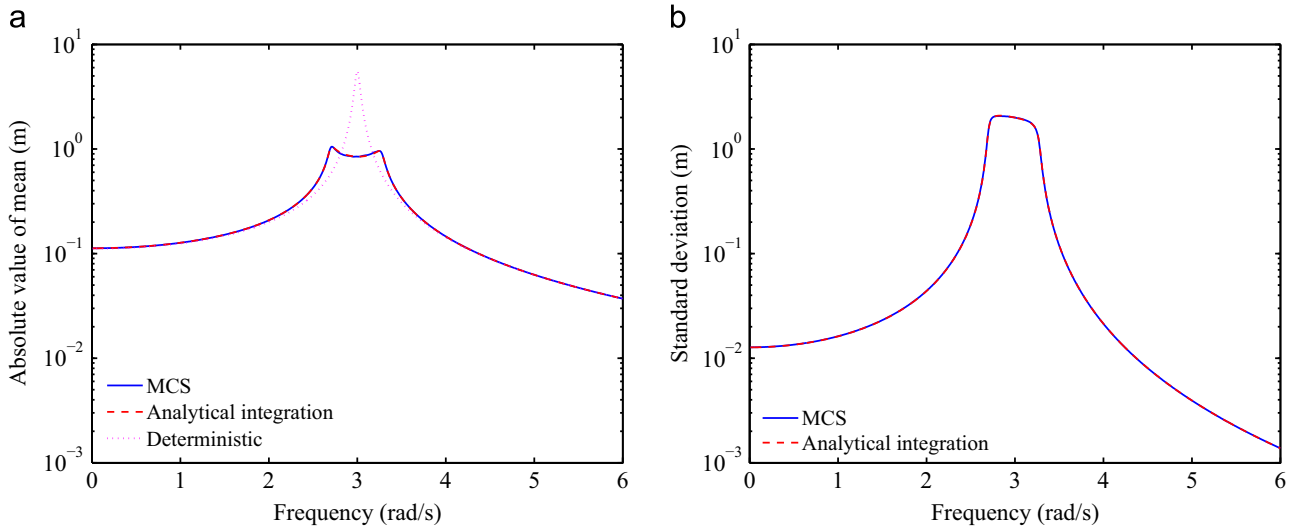 a
Absolute value of mean (m)
10^1
10^0
10^-1
10^-2
10^-3
MCS
Analytical integration
Deterministic
0 1 2 3 4 5 6
Frequency (rad/s)
b
Standard deviation (m)
10^1
10^0
10^-1
10^-2
10^-3
MCS
Analytical integration
0 1 2 3 4 5 6
Frequency (rad/s)